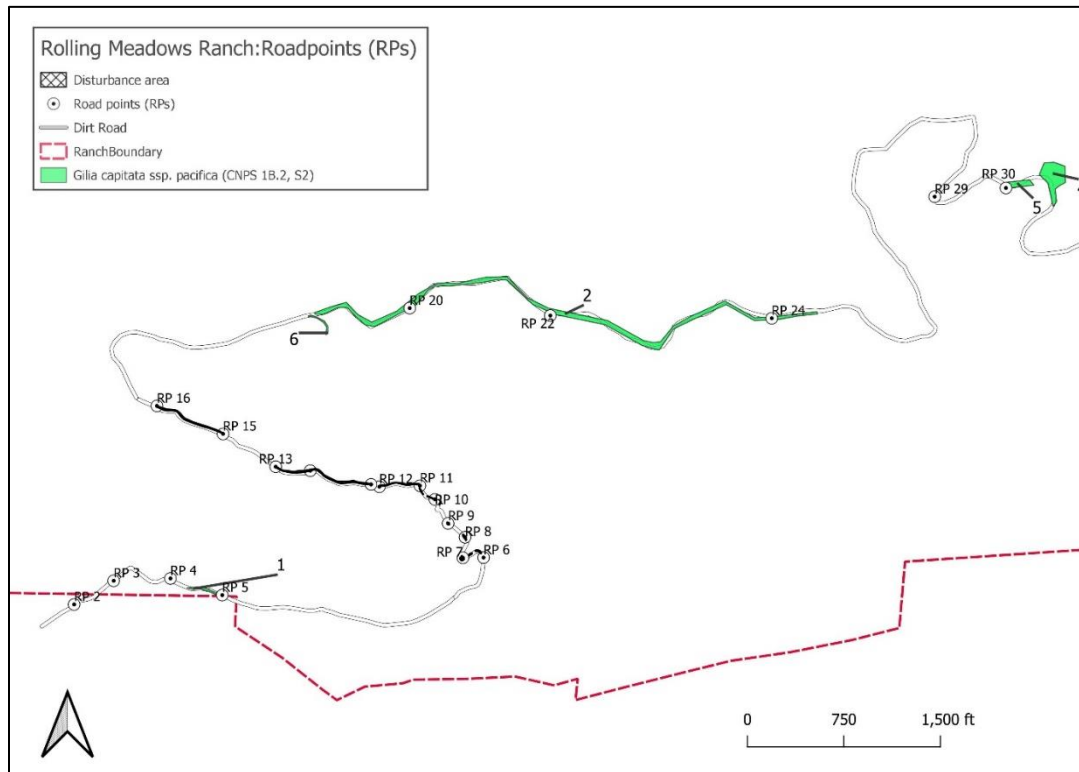 Rolling Meadows Ranch:Roadpoints (RPs)
Disturbance area
Road points (RPs)
Dirt Road
RanchBoundary
Gilia capitata ssp. pacifica (CNPS 1B.2, S2)
RP 29
RP 30
5
RP 20
2
RP 22
RP 24
6
RP 16
RP 15
RP 13
RP 12
RP 11
RP 10
RP 9
RP 8
RP 7
RP 6
1
RP 4
RP 3
RP 5
RP 2
0
750
1,500 ft